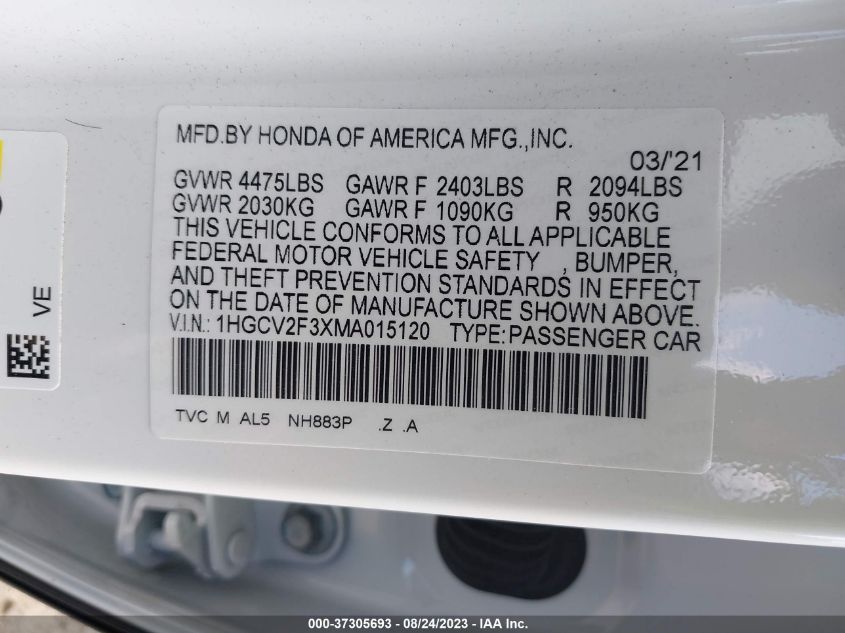 MFD.BY HONDA OF AMERICA MFG.,INC.
03/'21
GVWR 4475LBS GAWR F 2403LBS R 2094LBS
GVWR 2030KG GAWR F 1090KG R 950KG
THIS VEHICLE CONFORMS TO ALL APPLICABLE
FEDERAL MOTOR VEHICLE SAFETY , BUMPER,
AND THEFT PREVENTION STANDARDS IN EFFECT
ON THE DATE OF MANUFACTURE SHOWN ABOVE.
V.I.N.: 1HGCV2F3XMA015120 TYPE:PASSENGER CAR
TVC M AL5 NH883P .Z .A
VE
000-37305693 - 08/24/2023 - IAA Inc.